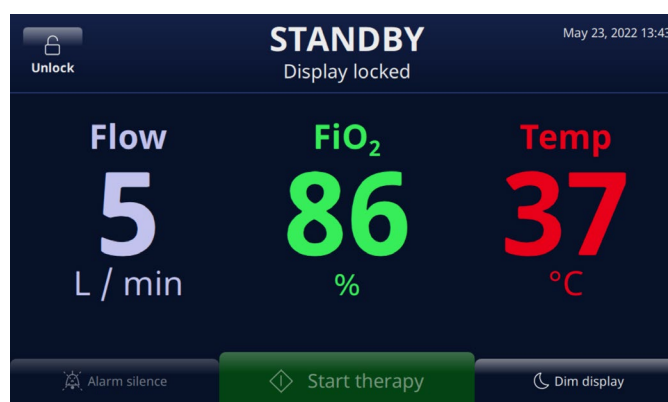 STANDBY
May 23, 2022 13:43
Unlock
Display locked
Flow
FiO₂
Temp
5
86
37
L / min
%
°C
Alarm silence
Start therapy
Dim display